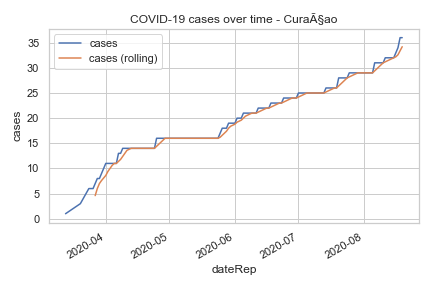 COVID-19 cases over time - CuraÃ§ao
cases
cases (rolling)
cases
35
30
25
20
15
10
5
0
2020-04
2020-05
2020-06
2020-07
2020-08
dateRep